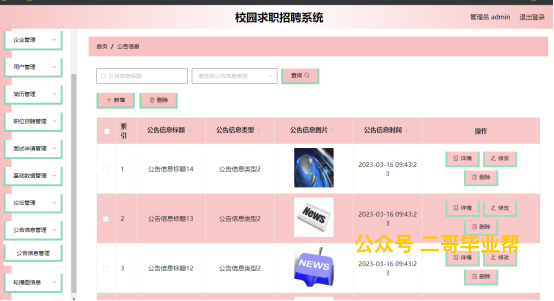 校园求职招聘系统
管理员 admin 退出登录
企业管理
用户管理
简历管理
职位招聘管理
面试申请管理
基础数据管理
论坛管理
公告信息管理
公告信息管理
轮播图信息
首页 / 公告信息
公告信息标题
请选择公告信息类型
查询
新增
删除
索引 公告信息标题 公告信息类型 公告信息图片 公告信息时间 操作
1 公告信息标题14 公告信息类型2 2023-03-16 09:43:23 详情 修改
删除
2 公告信息标题13 公告信息类型2 NEWS 2023-03-16 09:43:23 详情 修改
删除
公众号 二哥毕业帮
3 公告信息标题12 公告信息类型2 NEWS 2023-03-16 09:43:23 详情 修改
删除